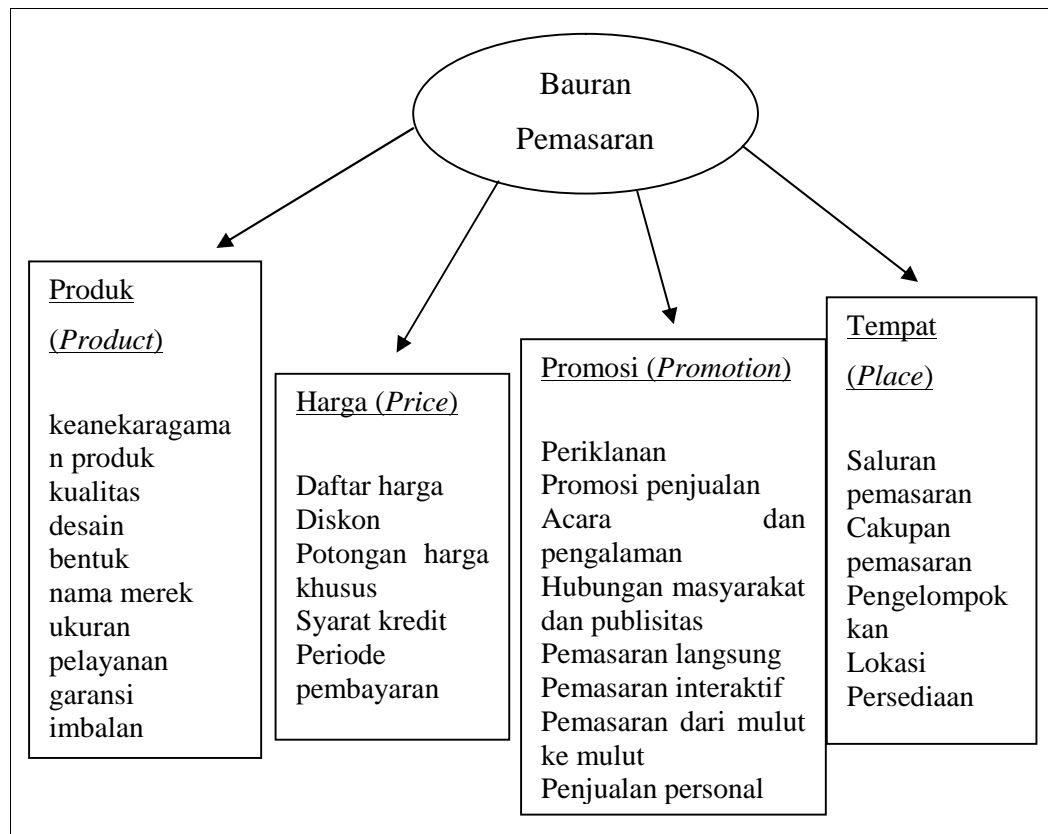 Bauran
Pemasaran
Produk
(Product)
keanekaragama
n produk
kualitas
desain
bentuk
nama merek
ukuran
pelayanan
garansi
imbalan
Harga (Price)
Daftar harga
Diskon
Potongan harga
khusus
Syarat kredit
Periode
pembayaran
Promosi (Promotion)
Periklanan
Promosi penjualan
Acara dan
pengalaman
Hubungan masyarakat
dan publisitas
Pemasaran langsung
Pemasaran interaktif
Pemasaran dari mulut
ke mulut
Penjualan personal
Tempat
(Place)
Saluran
pemasaran
Cakupan
pemasaran
Pengelompok
kan
Lokasi
Persediaan